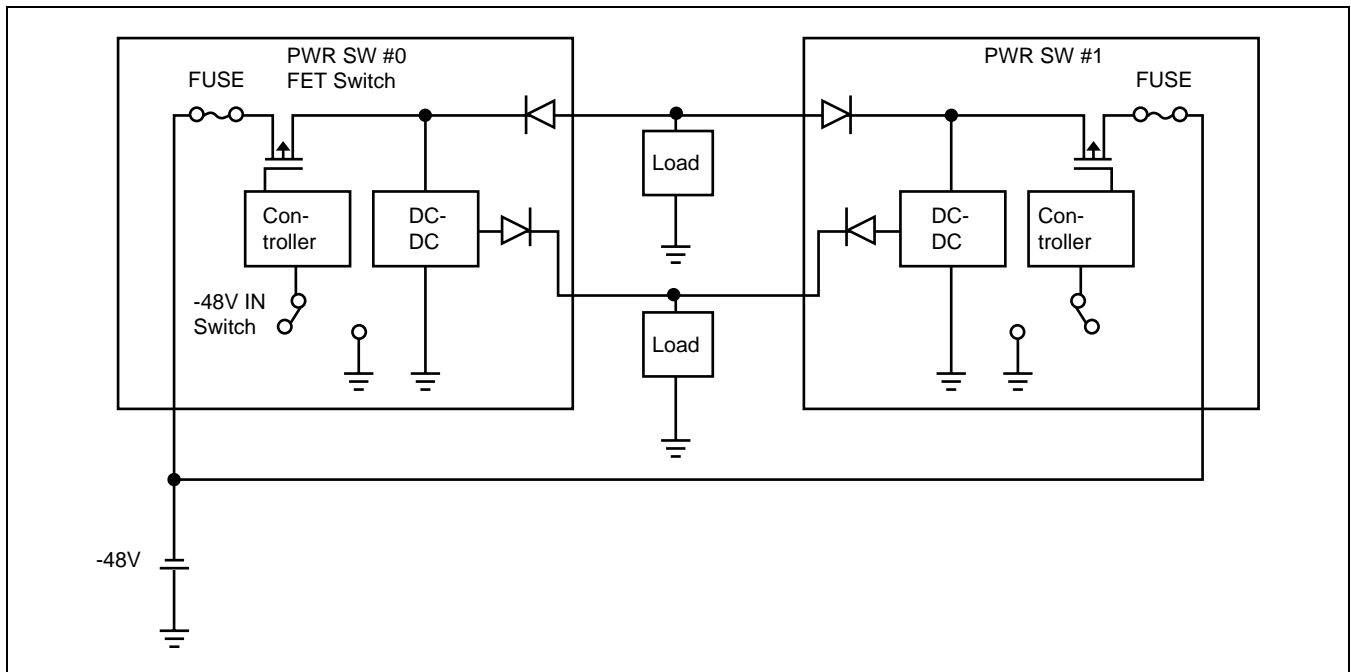 PWR SW #0
FET Switch
FUSE
Con-
troller
DC-
DC
-48V IN
Switch
Load
Load
PWR SW #1
FUSE
DC-
DC
Con-
troller
-48V